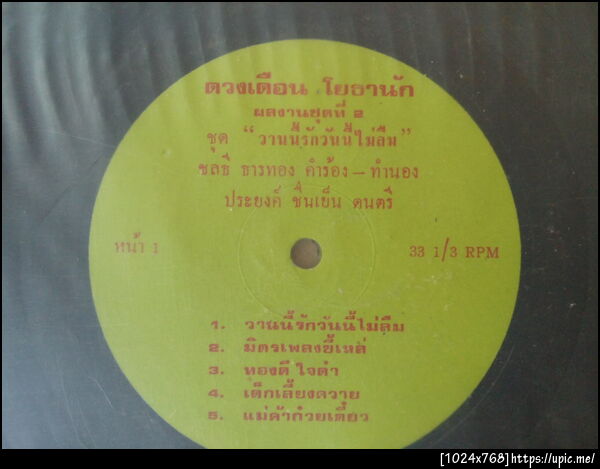 ดวงเดือน โยธานัก
ผลงานชุดที่ 2
ชุด “วานนี้รักวันนี้ไม่ลืม”
ชลธี ธารทอง คำร้อง – ทำนอง
ประยงค์ ชื่นเย็น ดนตรี
หน้า 1
33 1/3 RPM
1. วานนี้รักวันนี้ไม่ลืม
2. มิตรเพลงยี้เหล่
3. ทองดี ใจดำ
4. เด็กเลี้ยงควาย
5. แม่ค้าก๋วยเตี๋ยว
[1024x768]https://upic.me/